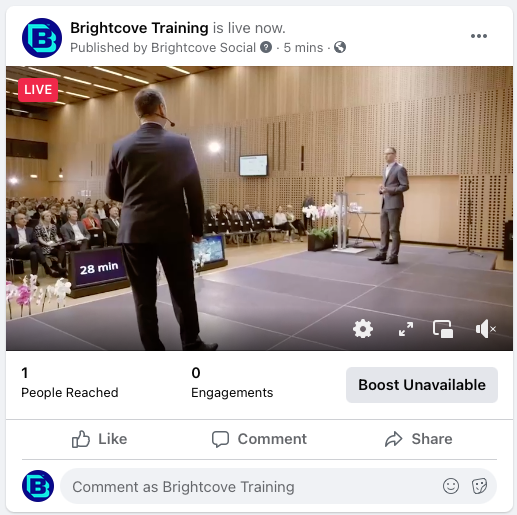 Brightcove Training is live now.
Published by Brightcove Social · 5 mins ·
LIVE
28 min
1
People Reached
0
Engagements
Boost Unavailable
Like
Comment
Share
Comment as Brightcove Training